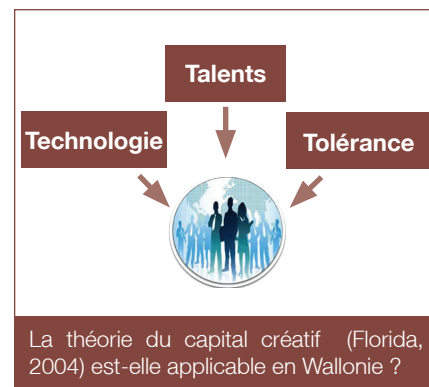 Talents
Technologie
Tolérance
La théorie du capital créatif (Florida,
2004) est-elle applicable en Wallonie ?